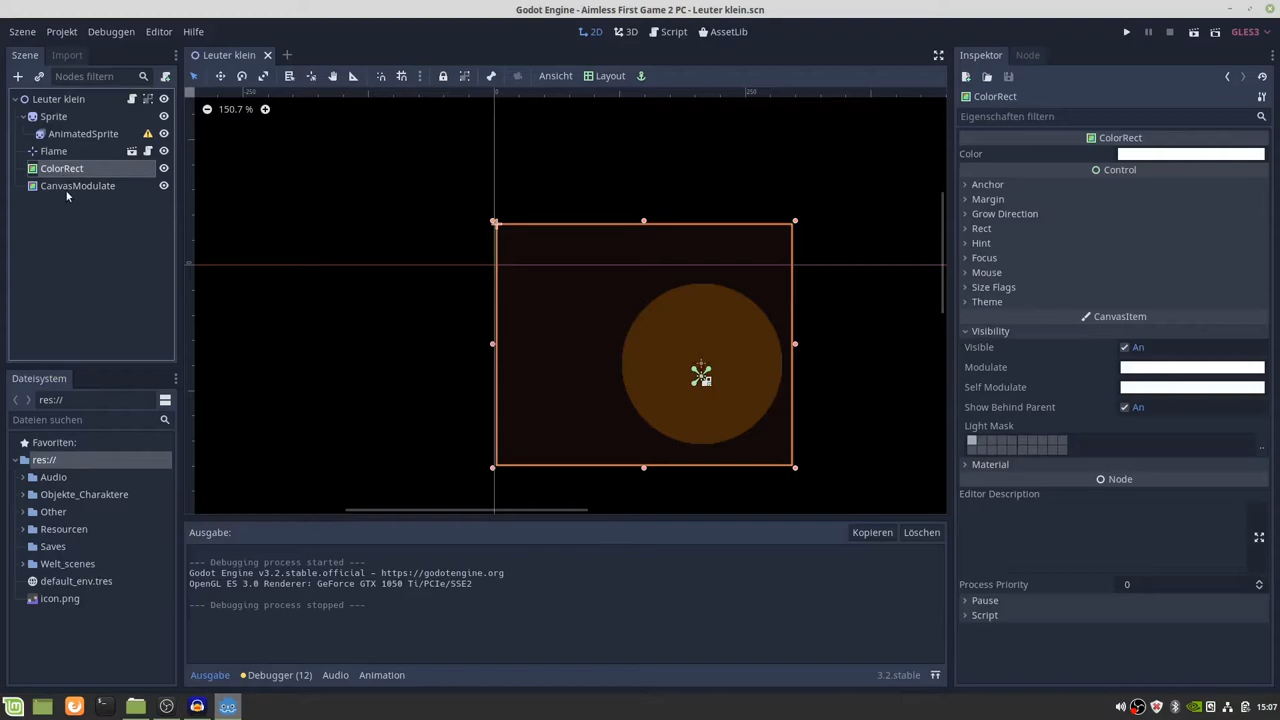 Godot Engine - Aimless First Game 2 PC - Leuter klein.scn
Szene Projekt Debuggen Editor Hilfe
2D 3D Script AssetLib
GLES3
Szene Import
Nodes filtern
Leuter klein
Sprite
AnimatedSprite
Flame
ColorRect
CanvasModulate
Dateisystem
res://
Dateien suchen
Favoriten:
res://
Audio
Objekte_Charaktere
Other
Resourcen
Saves
Welt_scenes
default_env.tres
icon.png
Leuter klein
Ansicht Layout
-250 0 250
150.7 %
0
Ausgabe: Kopieren Löschen
--- Debugging process started ---
Godot Engine v3.2.stable.official - https://godotengine.org
OpenGL ES 3.0 Renderer: GeForce GTX 1050 Ti/PCIe/SSE2
--- Debugging process stopped ---
Ausgabe Debugger (12) Audio Animation 3.2.stable
Inspektor Node
ColorRect
Eigenschaften filtern
ColorRect
Color
Control
Anchor
Margin
Grow Direction
Rect
Hint
Focus
Mouse
Size Flags
Theme
CanvasItem
Visibility
Visible An
Modulate
Self Modulate
Show Behind Parent An
Light Mask
..
Material
Node
Editor Description
Process Priority 0
Pause
Script
15:07